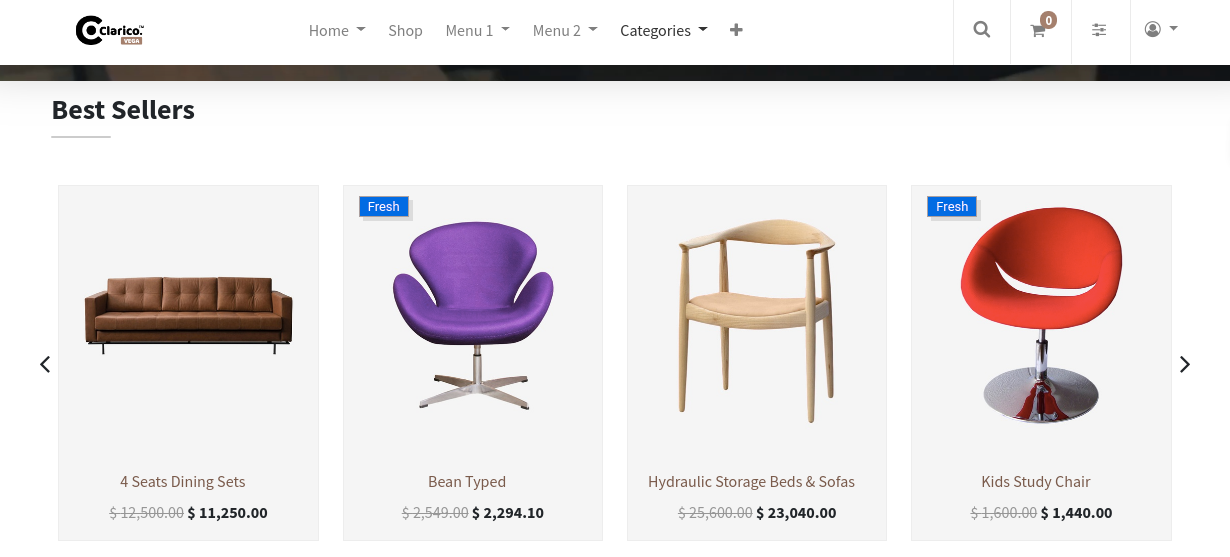 Clarico.™
VEGA
Home
Shop
Menu 1
Menu 2
Categories
0
Best Sellers
Fresh
Fresh
4 Seats Dining Sets
Bean Typed
Hydraulic Storage Beds & Sofas
Kids Study Chair
$ 12,500.00 $ 11,250.00
$ 2,549.00 $ 2,294.10
$ 25,600.00 $ 23,040.00
$ 1,600.00 $ 1,440.00